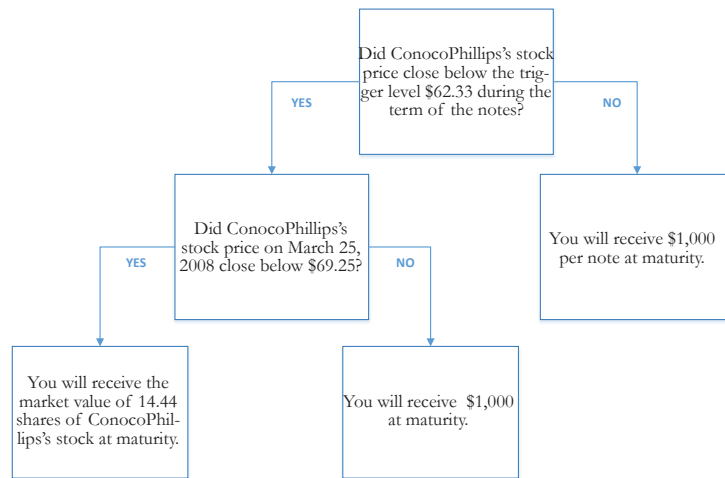 Did ConocoPhillips's stock
price close below the trig-
ger level $62.33 during the
term of the notes?
YES
NO
Did ConocoPhillips's
stock price on March 25,
2008 close below $69.25?
You will receive $1,000
per note at maturity.
YES
NO
You will receive the
market value of 14.44
shares of ConocoPhil-
lips's stock at maturity.
You will receive  $1,000
at maturity.